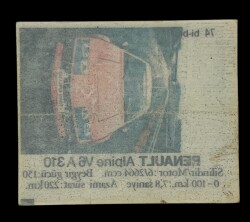 74 bi-b
RENAULT Alpine V6 A 310
Silindir/Motor: 6/2664 ccm. Beygir gücü: 150
0-100 km: 7,8 saniye Azami sürat: 220 km.